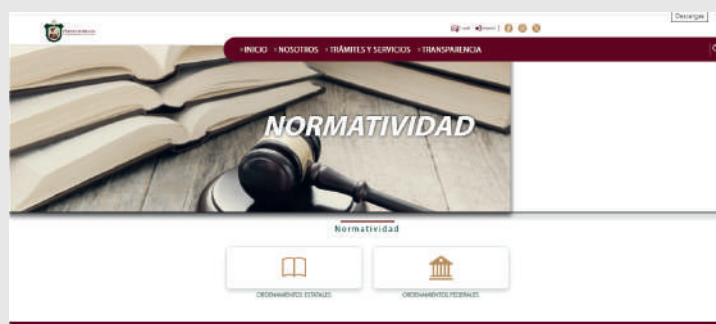 Descargas
INICIO NOSOTROS TRÁMITES Y SERVICIOS TRANSPARENCIA
NORMATIVIDAD
Normatividad
ORDENAMIENTOS ESTATALES
ORDENAMIENTOS FEDERALES